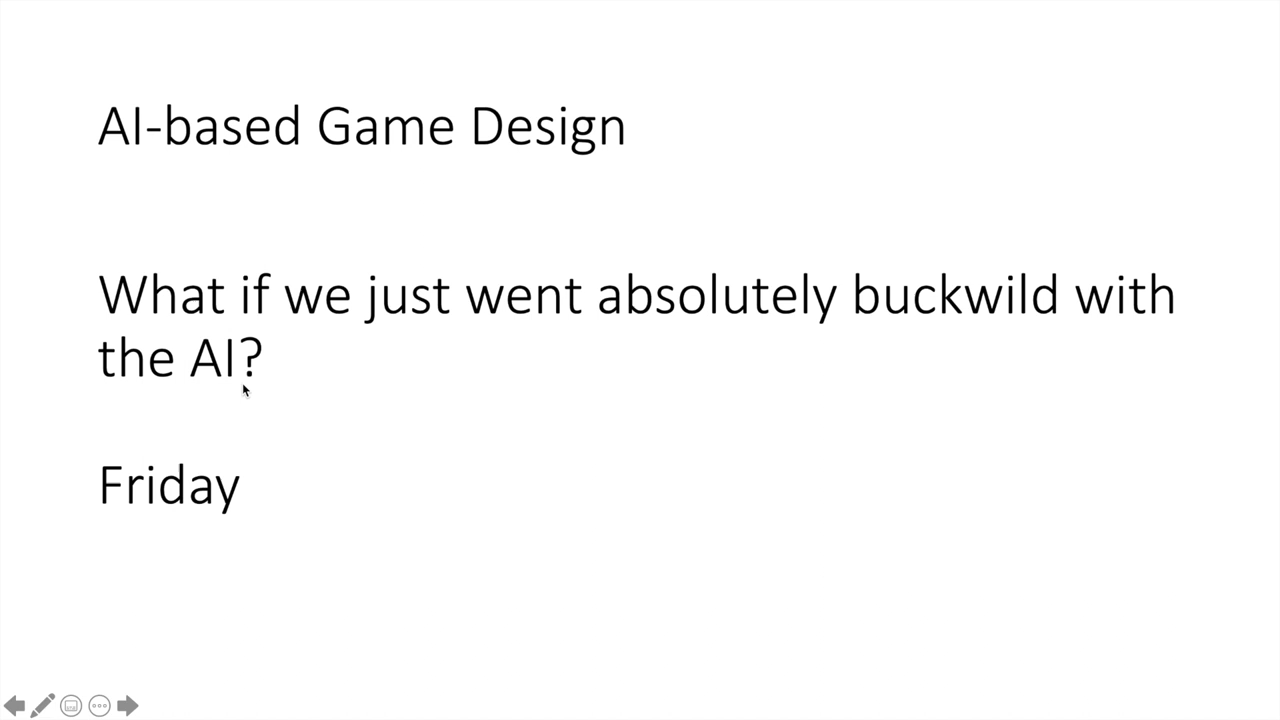 AI-based Game Design
What if we just went absolutely buckwild with
the AI?
Friday